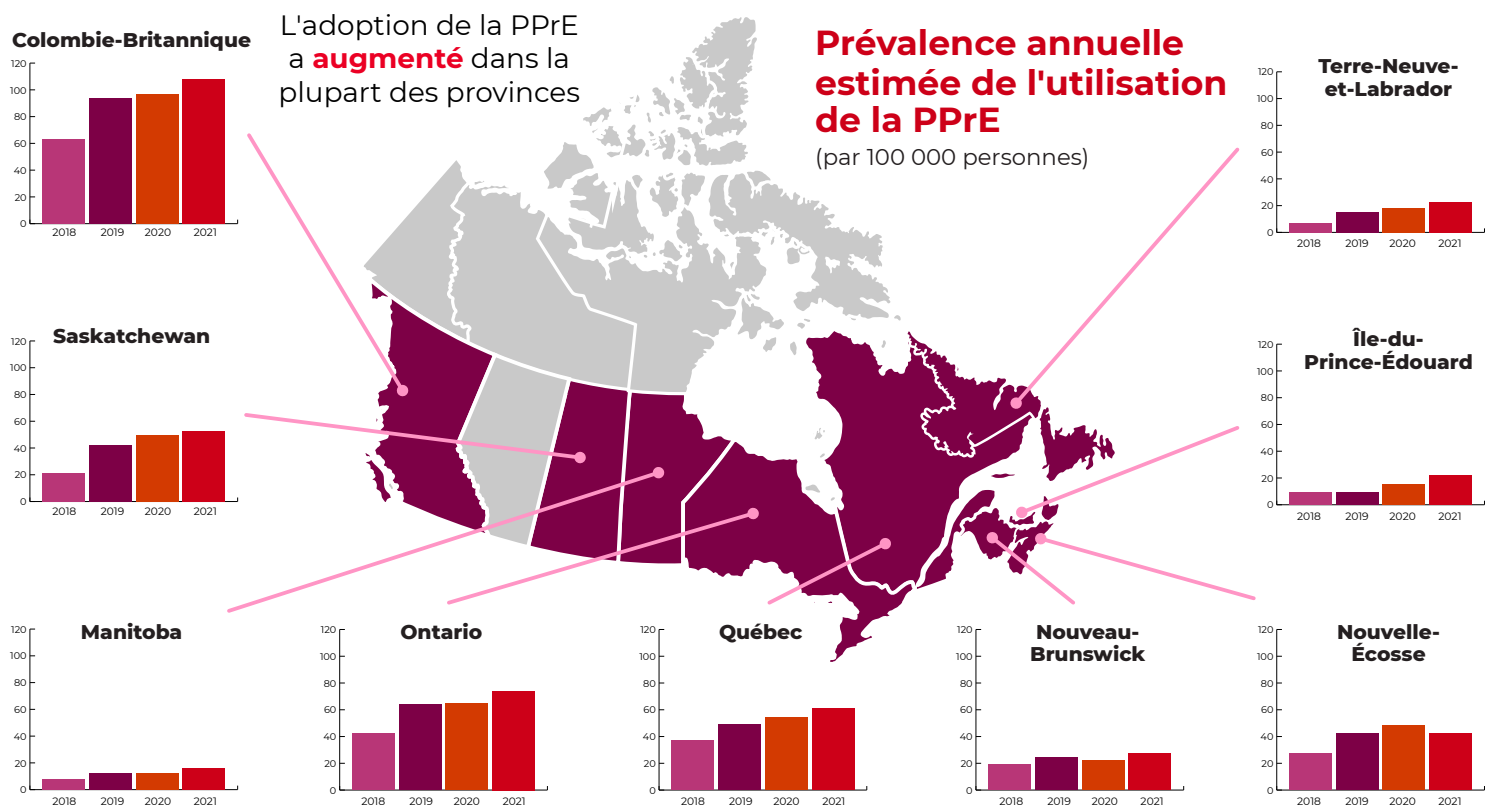 L'adoption de la PPrE
a augmenté dans la
plupart des provinces
Prévalence annuelle
estimée de l'utilisation
de la PPrE
(par 100 000 personnes)
Colombie-Britannique
120
100
80
60
40
20
0
2018 2019 2020 2021
Terre-Neuve-
et-Labrador
120
100
80
60
40
20
0
2018 2019 2020 2021
Saskatchewan
120
100
80
60
40
20
0
2018 2019 2020 2021
Île-du-
Prince-Édouard
120
100
80
60
40
20
0
2018 2019 2020 2021
Manitoba
120
100
80
60
40
20
0
2018 2019 2020 2021
Ontario
120
100
80
60
40
20
0
2018 2019 2020 2021
Québec
120
100
80
60
40
20
0
2018 2019 2020 2021
Nouveau-
Brunswick
120
100
80
60
40
20
0
2018 2019 2020 2021
Nouvelle-
Écosse
120
100
80
60
40
20
0
2018 2019 2020 2021